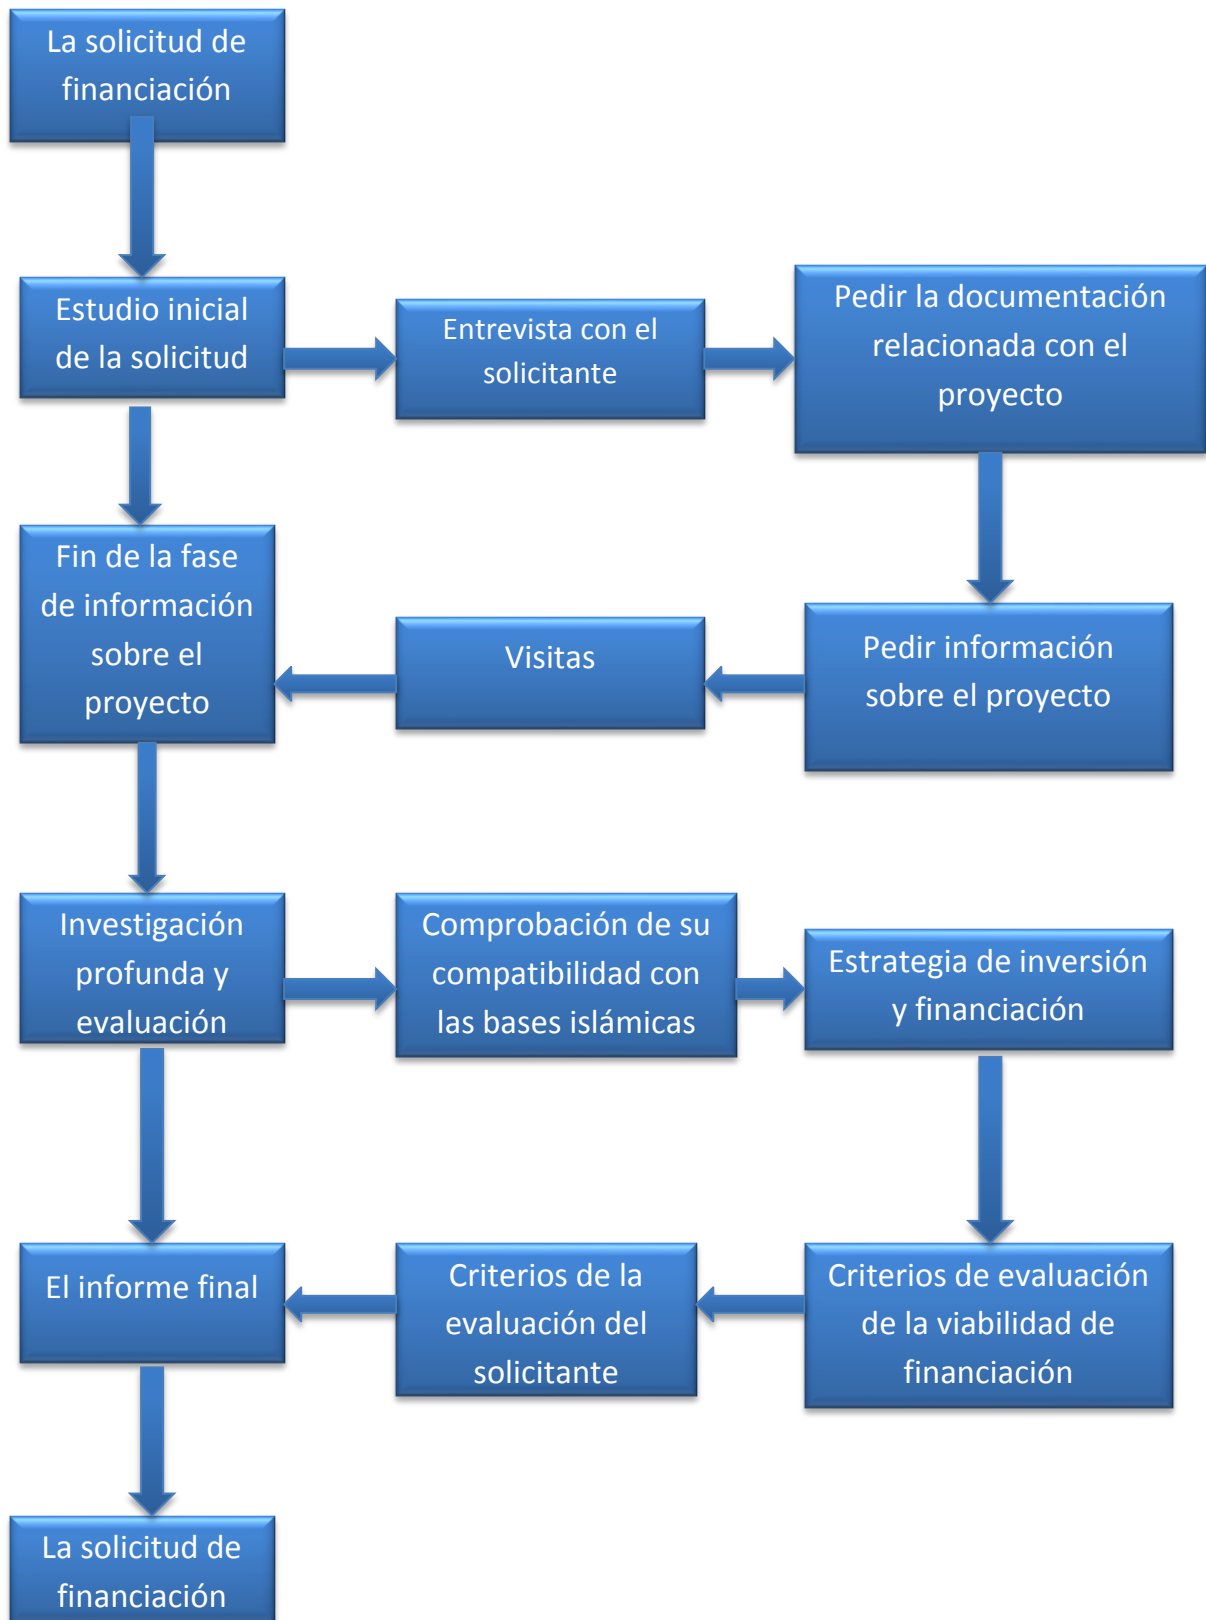 La solicitud de
financiación
Estudio inicial
de la solicitud
Entrevista con el
solicitante
Pedir la documentación
relacionada con el
proyecto
Fin de la fase
de información
sobre el
proyecto
Visitas
Pedir información
sobre el proyecto
Investigación
profunda y
evaluación
Comprobación de su
compatibilidad con
las bases islámicas
Estrategia de inversión
y financiación
El informe final
Criterios de la
evaluación del
solicitante
Criterios de evaluación
de la viabilidad de
financiación
La solicitud de
financiación